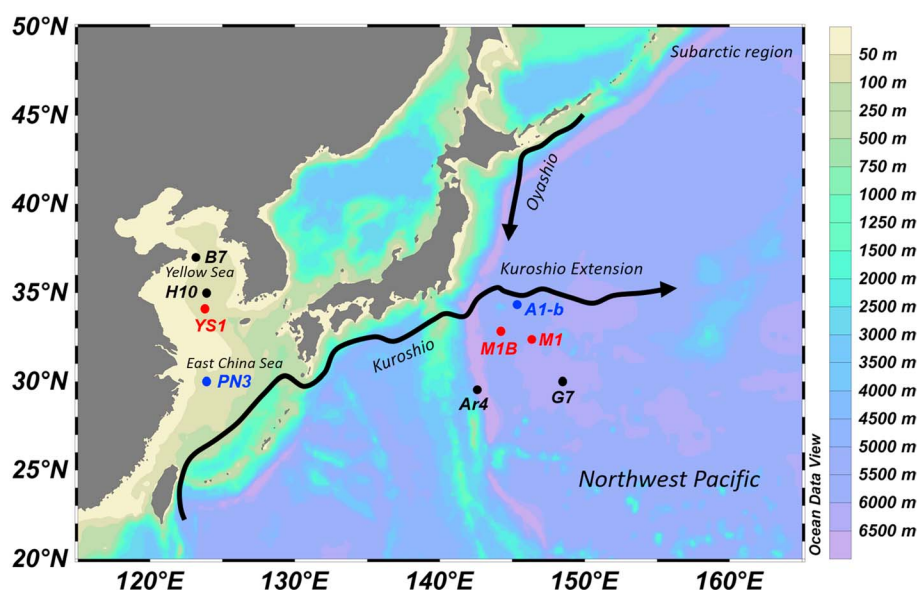 50°N
45°N
40°N
35°N
30°N
25°N
20°N
120°E
130°E
140°E
150°E
160°E
Subarctic region
Oyashio
Kuroshio Extension
Kuroshio
B7
Yellow Sea
H10
YS1
East China Sea
PN3
A1-b
M1B
M1
Ar4
G7
Northwest Pacific
Ocean Data View
50 m
100 m
250 m
500 m
750 m
1000 m
1250 m
1500 m
2000 m
2500 m
3000 m
3500 m
4000 m
4500 m
5000 m
5500 m
6000 m
6500 m